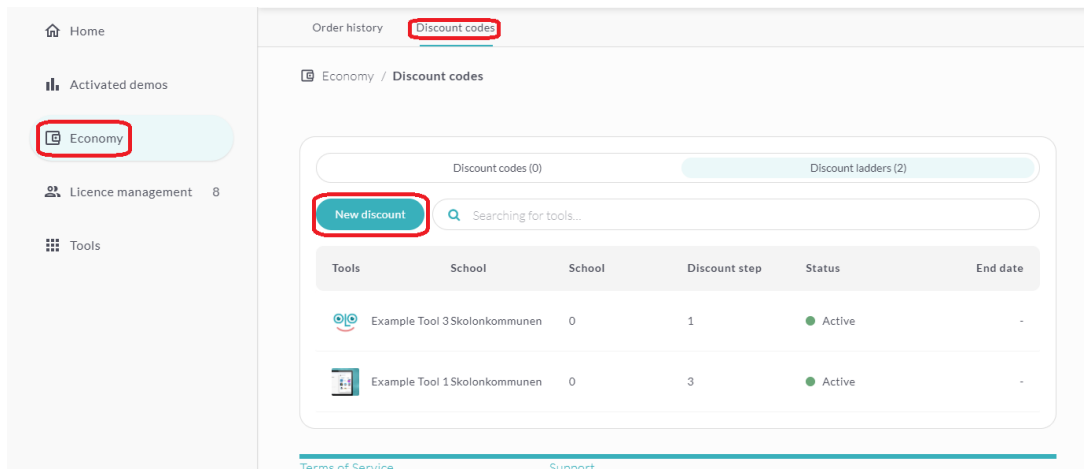 Home
Activated demos
Economy
Licence management 8
Tools
Order history Discount codes
Economy / Discount codes
Discount codes (0) Discount ladders (2)
New discount Searching for tools...
Tools School School Discount step Status End date
Example Tool 3 Skolonkommunen 0 1 Active -
Example Tool 1 Skolonkommunen 0 3 Active -
Terms of Service Support